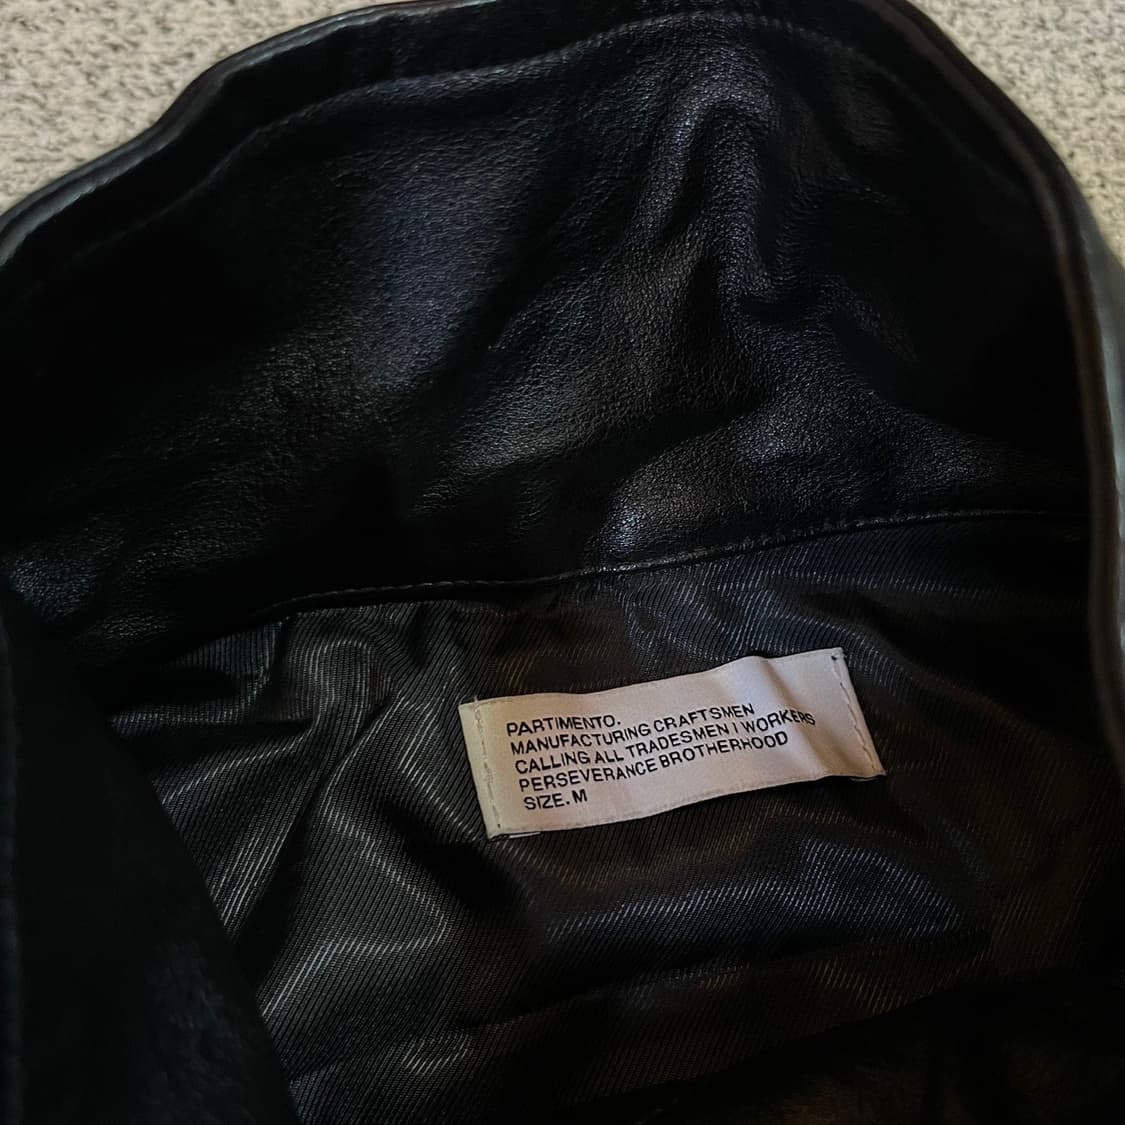 PARTIMENTO.
MANUFACTURING CRAFTSMEN
CALLING ALL TRADESMEN I WORKERS
PERSEVERANCE BROTHERHOOD
SIZE. M